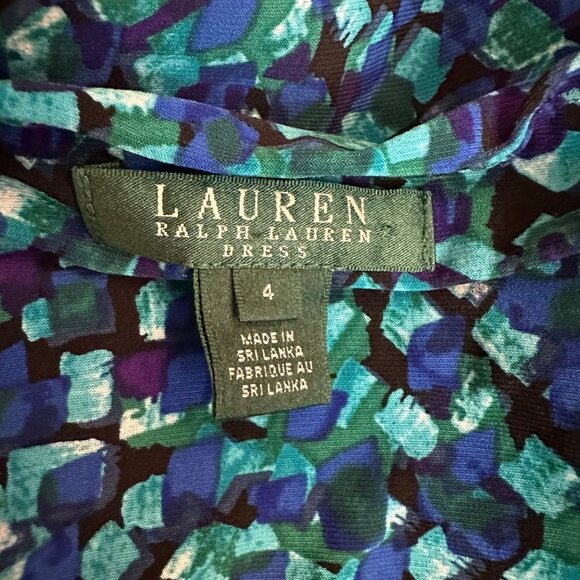 LAUREN
RALPH LAUREN
DRESS
4
MADE IN
SRI LANKA
FABRIQUE AU
SRI LANKA